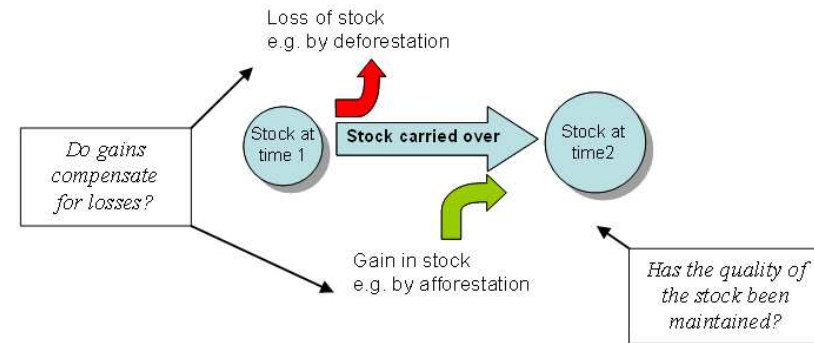 Loss of stock
e.g. by deforestation
Stock at
time 1
Stock carried over
Stock at
time2
Do gains
compensate
for losses?
Gain in stock
e.g. by afforestation
Has the quality of
the stock been
maintained?